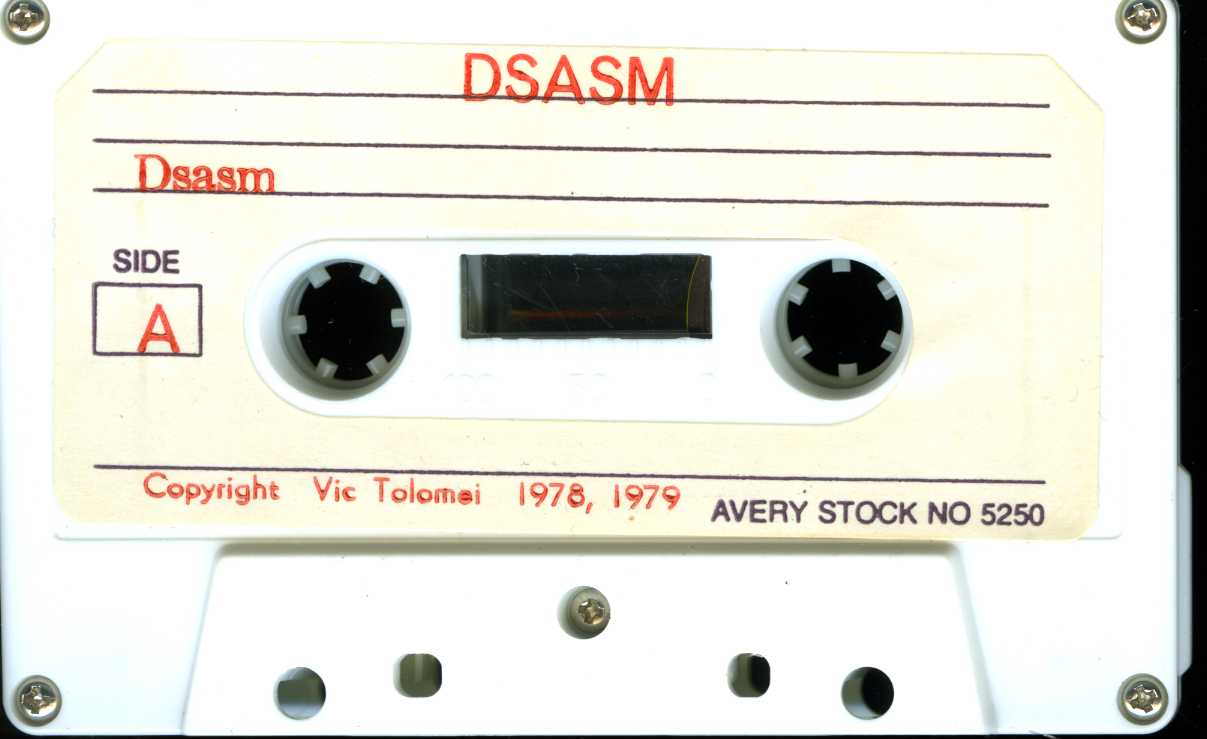 DSASM
Dsasm
SIDE
A
Copyright Vic Tolomei 1978, 1979
AVERY STOCK NO 5250